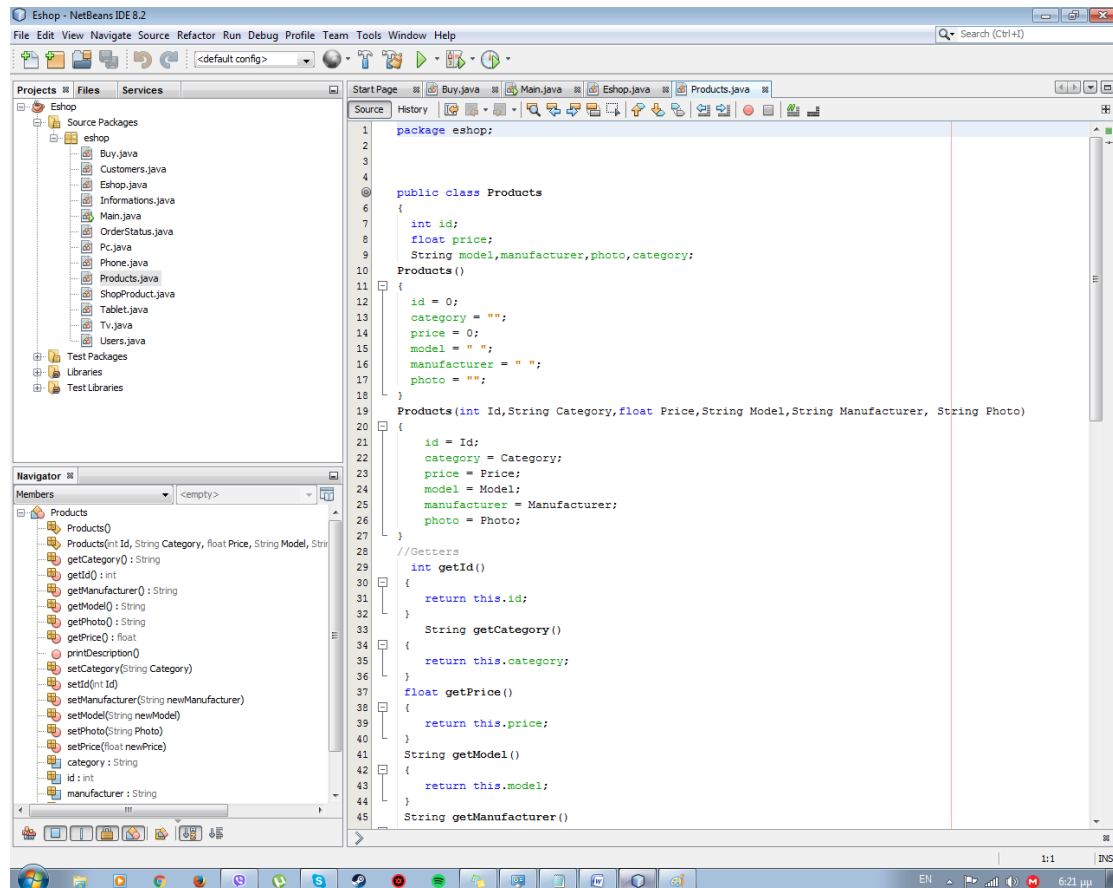 Eshop - NetBeans IDE 8.2
File Edit View Navigate Source Refactor Run Debug Profile Team Tools Window Help
Search (Ctrl+I)
<default config>
Projects Files Services
Eshop
Source Packages
eshop
Buy.java
Customers.java
Eshop.java
Informations.java
Main.java
OrderStatus.java
Pc.java
Phone.java
Products.java
ShopProduct.java
Tablet.java
Tv.java
Users.java
Test Packages
Libraries
Test Libraries
Navigator
Members <empty>
Products
Products()
Products(int Id, String Category, float Price, String Model, Strin
getCategory() : String
getId() : int
getManufacturer() : String
getModel() : String
getPhoto() : String
getPrice() : float
printDescription()
setCategory(String Category)
setId(int Id)
setManufacturer(String newManufacturer)
setModel(String newModel)
setPhoto(String Photo)
setPrice(float newPrice)
category : String
id : int
manufacturer : String
Start Page Buy.java Main.java Eshop.java Products.java
Source History
1 package eshop;
2
3
4
public class Products
6 {
7 int id;
8 float price;
9 String model,manufacturer,photo,category;
10 Products()
11 {
12 id = 0;
13 category = "";
14 price = 0;
15 model = " ";
16 manufacturer = " ";
17 photo = "";
18 }
19 Products(int Id,String Category,float Price,String Model,String Manufacturer, String Photo)
20 {
21 id = Id;
22 category = Category;
23 price = Price;
24 model = Model;
25 manufacturer = Manufacturer;
26 photo = Photo;
27 }
28 //Getters
29 int getId()
30 {
31 return this.id;
32 }
33 String getCategory()
34 {
35 return this.category;
36 }
37 float getPrice()
38 {
39 return this.price;
40 }
41 String getModel()
42 {
43 return this.model;
44 }
45 String getManufacturer()
1:1 INS
EN 6:21 μμ